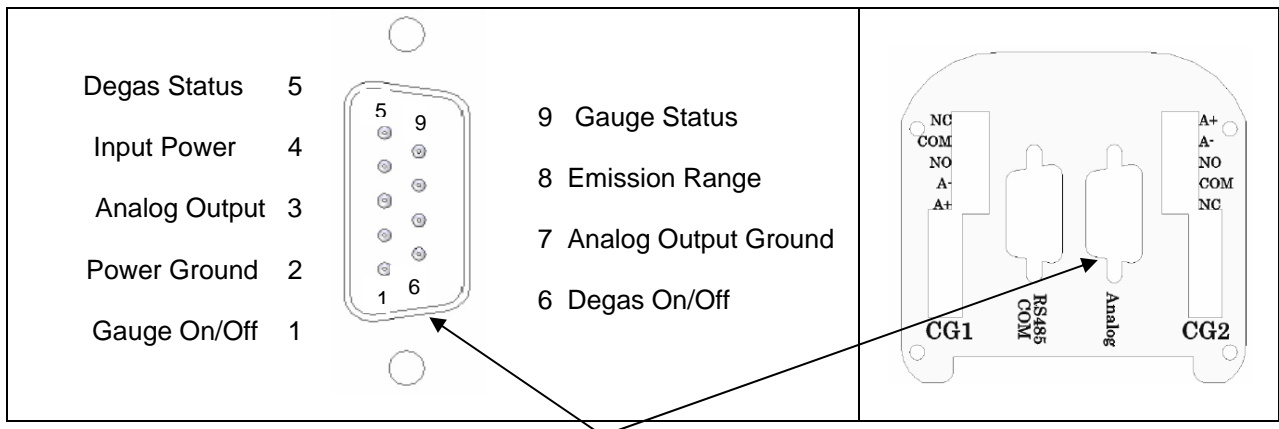 Degas Status 5
Input Power 4
Analog Output 3
Power Ground 2
Gauge On/Off 1
5
9
1
6
9 Gauge Status
8 Emission Range
7 Analog Output Ground
6 Degas On/Off
NC
COM
NO
A-
A+
CG1
RS485
COM
Analog
A+
A-
NO
COM
NC
CG2